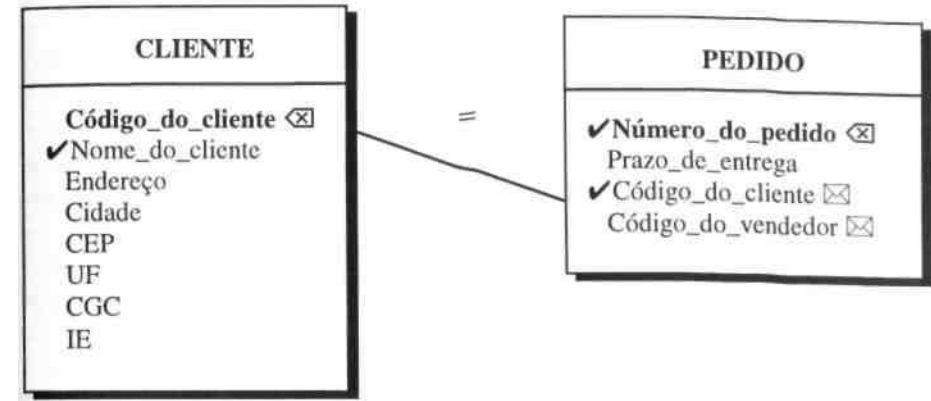 CLIENTE
Código_do_cliente ⌫
✔Nome_do_cliente
Endereço
Cidade
CEP
UF
CGC
IE
=
PEDIDO
✔Número_do_pedido ⌫
Prazo_de_entrega
✔Código_do_cliente ✉
Código_do_vendedor ✉